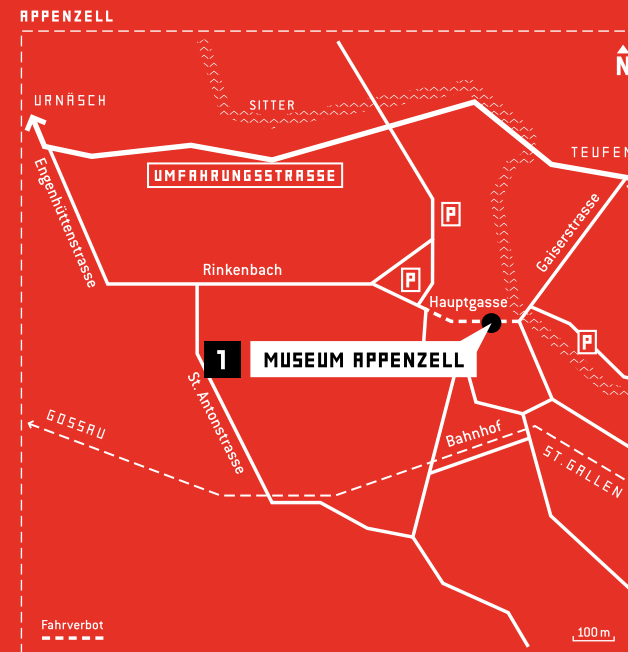 APPENZELL
N
URNÄSCH
SITTER
TEUFEN
UMFAHRUNGSSTRASSE
Engenhüttenstrasse
Gaiserstrasse
P
Rinkenbach
P
Hauptgasse
P
1 MUSEUM APPENZELL
St. Antonstrasse
GOSSAU
Bahnhof
ST. GALLEN
Fahrverbot
100 m